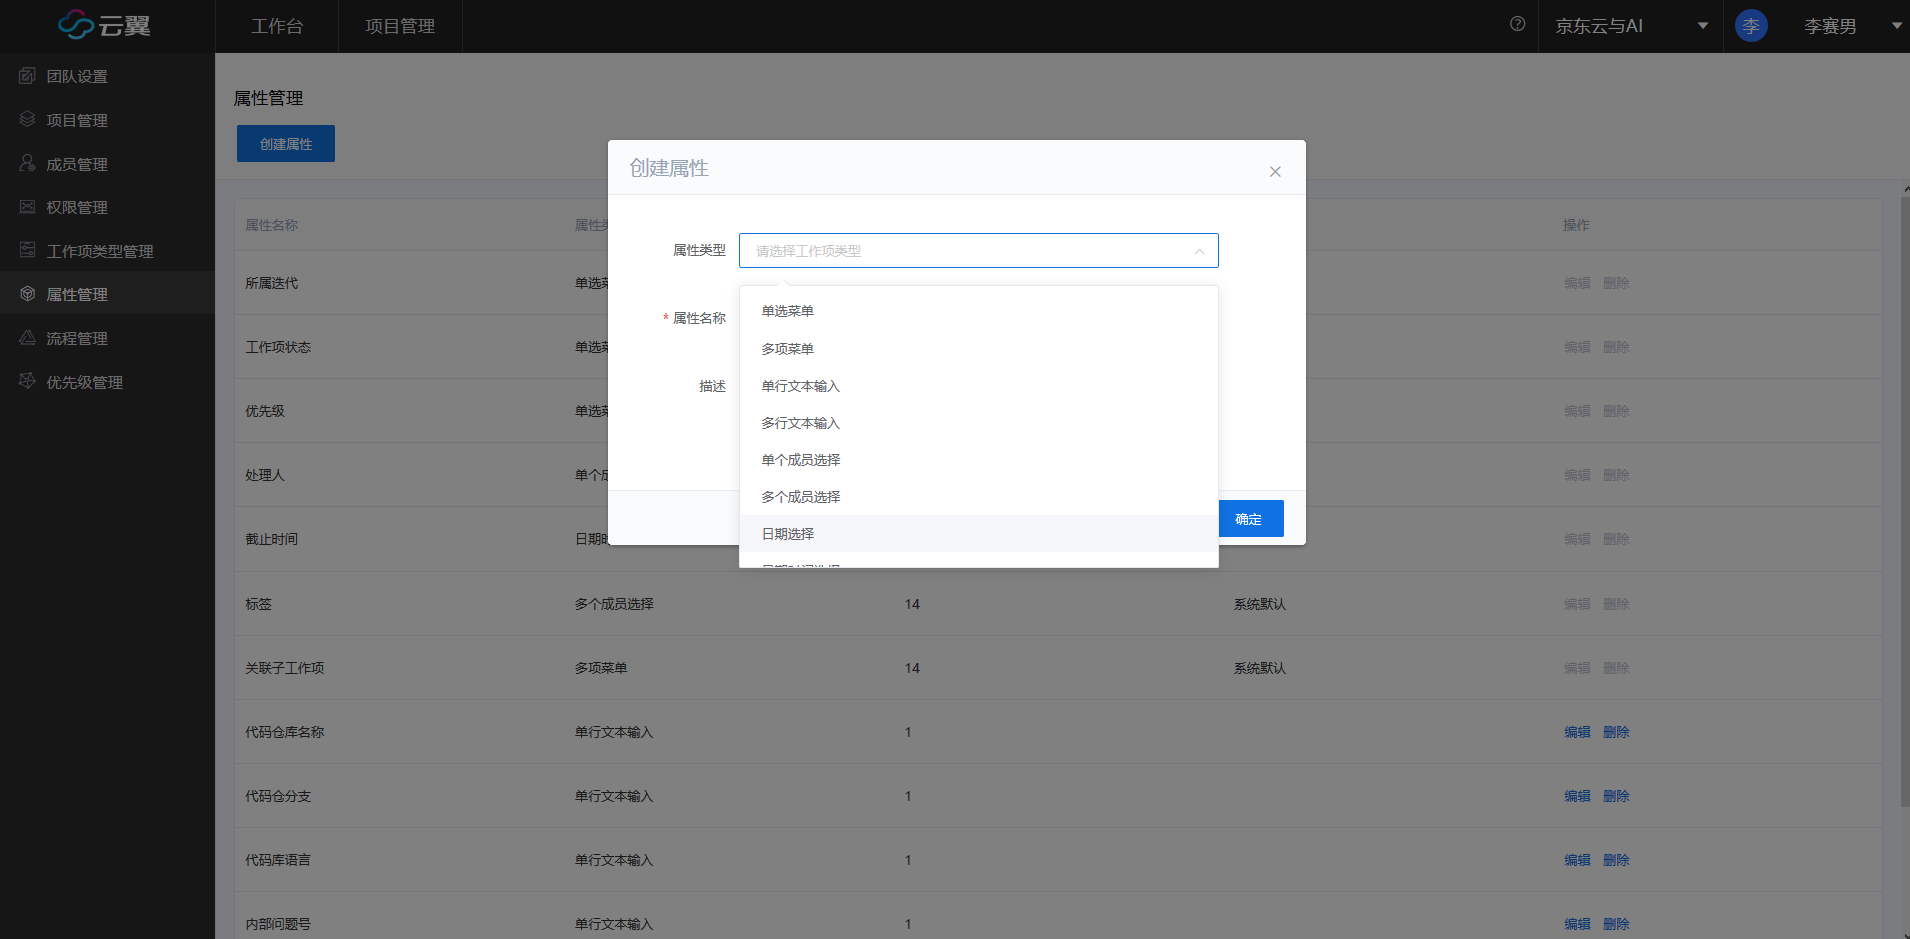 云翼
工作台
项目管理
京东云与AI
李
李赛男
团队设置
项目管理
成员管理
权限管理
工作项类型管理
属性管理
流程管理
优先级管理
属性管理
创建属性
属性名称 属性 操作
所属迭代 单选 编辑 删除
工作项状态 单选 编辑 删除
优先级 单选 编辑 删除
处理人 单个 编辑 删除
截止时间 日期 编辑 删除
标签 多个成员选择 14 系统默认 编辑 删除
关联子工作项 多项菜单 14 系统默认 编辑 删除
代码仓库名称 单行文本输入 1 编辑 删除
代码仓分支 单行文本输入 1 编辑 删除
代码库语言 单行文本输入 1 编辑 删除
内部问题号 单行文本输入 1 编辑 删除
创建属性
属性类型 请选择工作项类型
* 属性名称
描述
单选菜单
多项菜单
单行文本输入
多行文本输入
单个成员选择
多个成员选择
日期选择
日期时间选择
确定